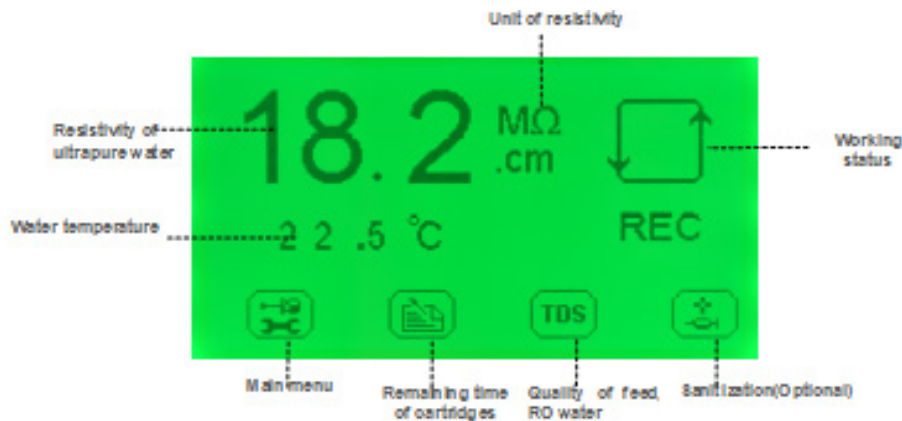 Unit of resistivity
18.2
MΩ
.cm
Resistivity of
ultrapure water
Working
status
Water temperature
22.5 °C
REC
TDS
Main menu
Remaining time
of cartridges
Quality of feed,
RO water
Sanitization(Optional)